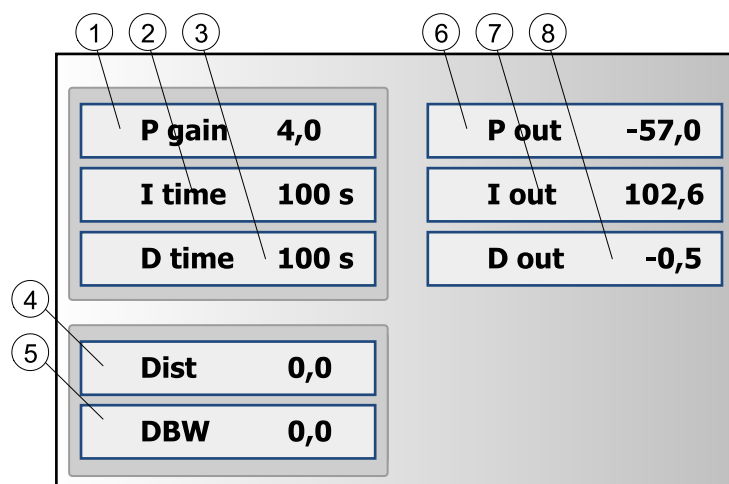 1 2 3 6 7 8
P gain 4,0 P out -57,0
I time 100 s I out 102,6
D time 100 s D out -0,5
4
Dist 0,0
5
DBW 0,0